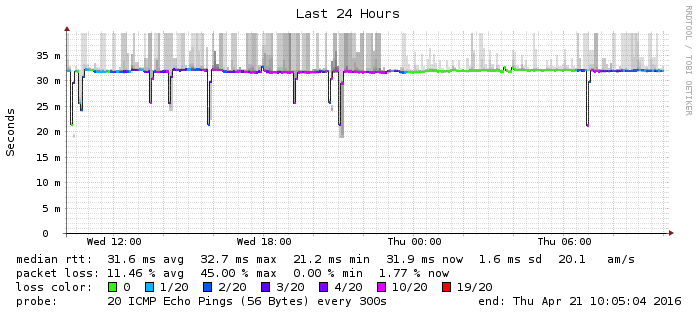 Last 24 Hours
RRDTOOL / TOBI OETIKER
Seconds
35 m
30 m
25 m
20 m
15 m
10 m
5 m
0
Wed 12:00 Wed 18:00 Thu 00:00 Thu 06:00
median rtt: 31.6 ms avg 32.7 ms max 21.2 ms min 31.9 ms now 1.6 ms sd 20.1 am/s
packet loss: 11.46 % avg 45.00 % max 0.00 % min 1.77 % now
loss color: 0 1/20 2/20 3/20 4/20 10/20 19/20
probe: 20 ICMP Echo Pings (56 Bytes) every 300s end: Thu Apr 21 10:05:04 2016